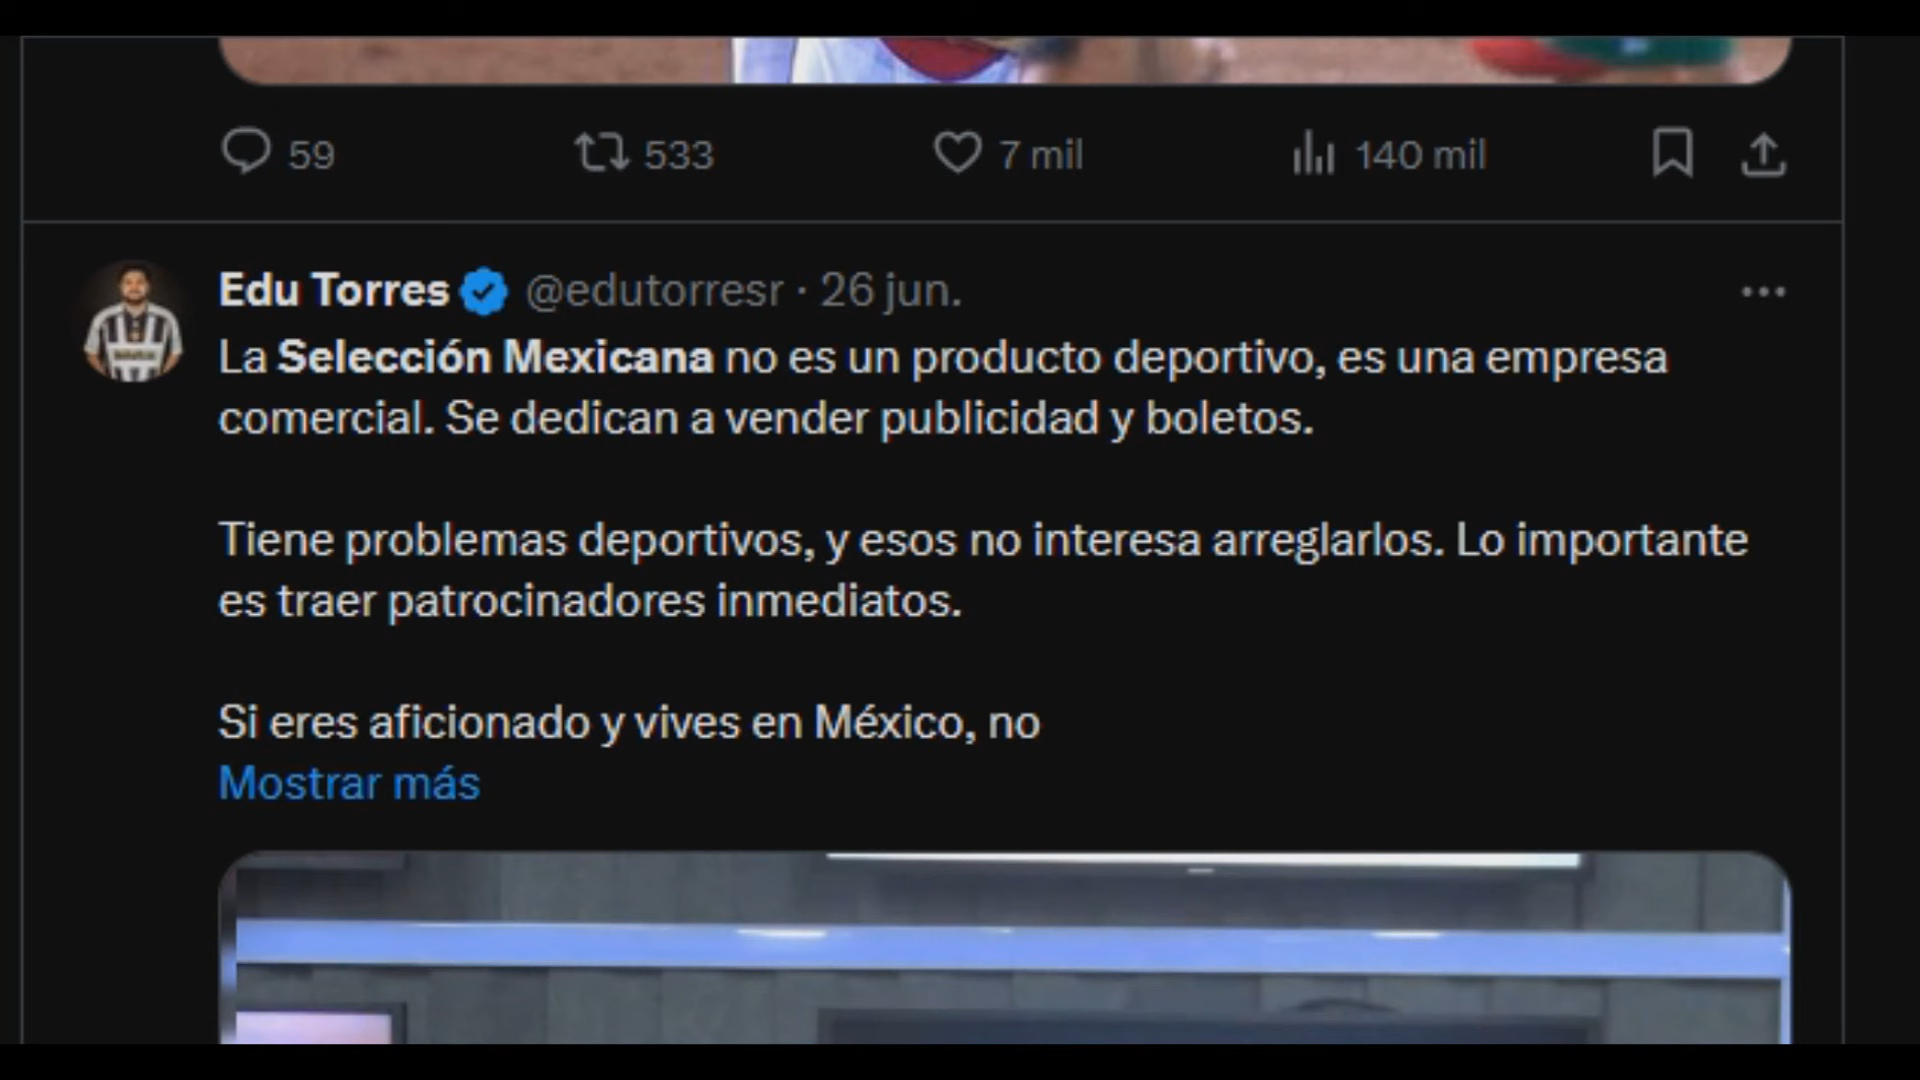 59 533 7 mil 140 mil
Edu Torres @edutorresr · 26 jun.
La Selección Mexicana no es un producto deportivo, es una empresa
comercial. Se dedican a vender publicidad y boletos.
Tiene problemas deportivos, y esos no interesa arreglarlos. Lo importante
es traer patrocinadores inmediatos.
Si eres aficionado y vives en México, no
Mostrar más